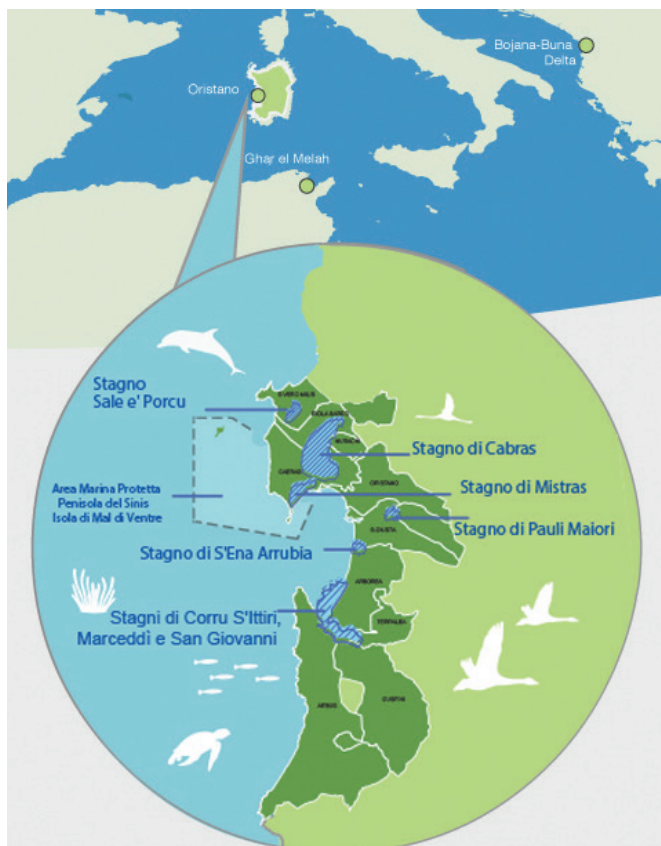 Bojana-Buna
Delta
Oristano
Ghar el Melah
Stagno
Sale e' Porcu
Stagno di Cabras
Stagno di Mistras
Area Marina Protetta
Penisola del Sinis
Isola di Mal di Ventre
Stagno di Pauli Maiori
Stagno di S'Ena Arrubia
Stagni di Corru S'Ittiri,
Marceddì e San Giovanni
CABRAS
ORISTANO
ARBOREA
TERRALBA
ARBUS
GUSPINI